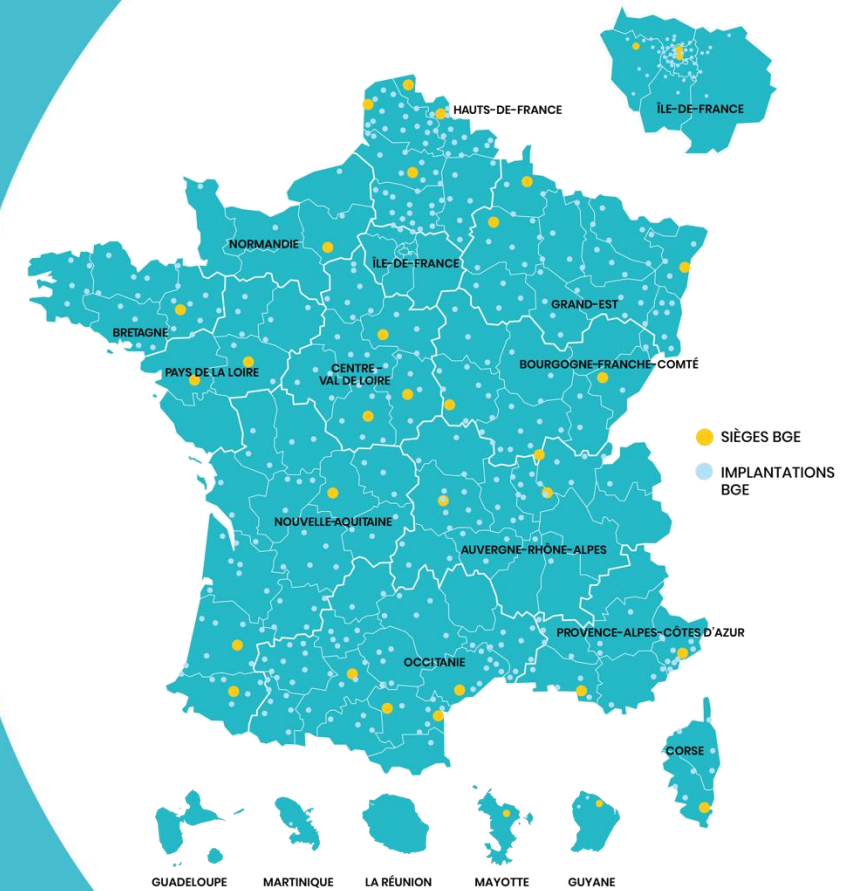 HAUTS-DE-FRANCE
ÎLE-DE-FRANCE
NORMANDIE
ÎLE-DE-FRANCE
GRAND-EST
BRETAGNE
PAYS DE LA LOIRE
CENTRE-
VAL DE LOIRE
BOURGOGNE-FRANCHE-COMTÉ
SIÈGES BGE
IMPLANTATIONS
BGE
NOUVELLE-AQUITAINE
AUVERGNE-RHÔNE-ALPES
PROVENCE-ALPES-CÔTES D'AZUR
OCCITANIE
CORSE
GUADELOUPE
MARTINIQUE
LA RÉUNION
MAYOTTE
GUYANE